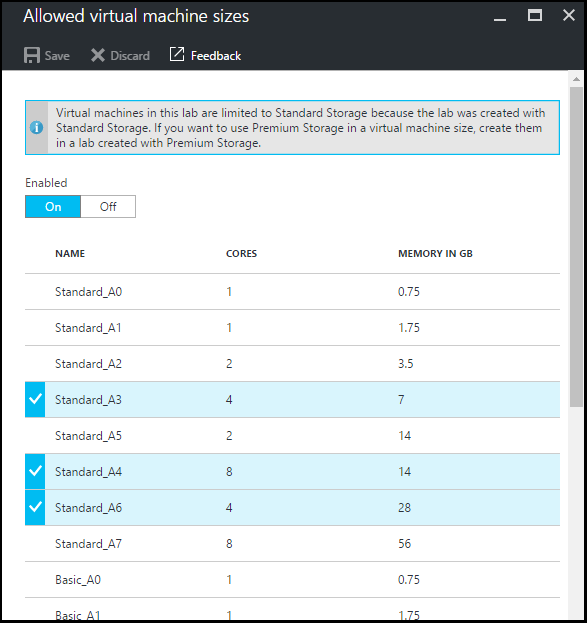 Allowed virtual machine sizes
Save Discard Feedback
Virtual machines in this lab are limited to Standard Storage because the lab was created with
Standard Storage. If you want to use Premium Storage in a virtual machine size, create them
in a lab created with Premium Storage.
Enabled
On Off
NAME CORES MEMORY IN GB
Standard_A0 1 0.75
Standard_A1 1 1.75
Standard_A2 2 3.5
Standard_A3 4 7
Standard_A5 2 14
Standard_A4 8 14
Standard_A6 4 28
Standard_A7 8 56
Basic_A0 1 0.75
Basic_A1 1 1.75